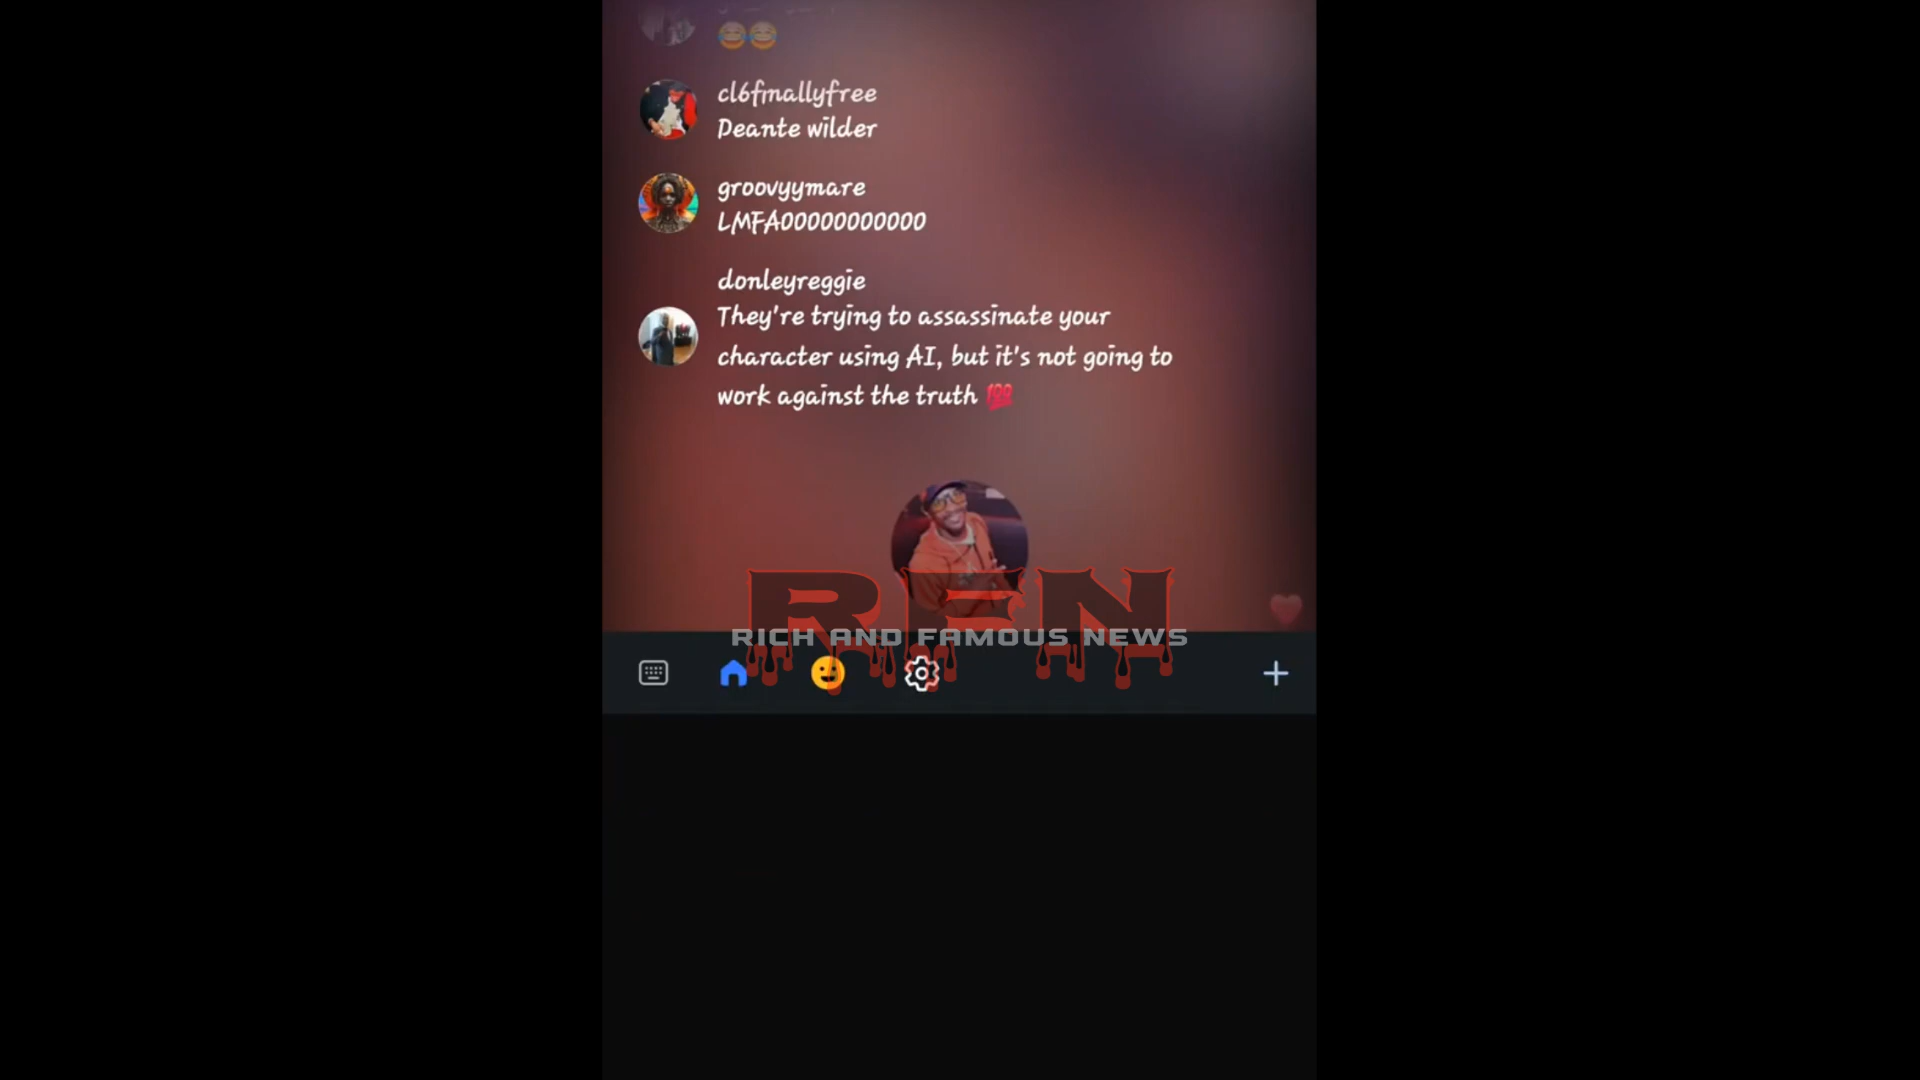 😂😂
cl6fmallyfree
Deante wilder
groovyymare
LMFAOOOOOOOOOOO
donleyreggie
They're trying to assassinate your
character using AI, but it's not going to
work against the truth 💯
RFN
RICH AND FAMOUS NEWS